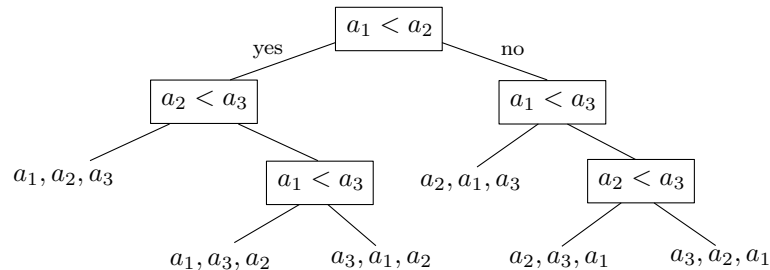 a₁ < a₂
yes no
a₂ < a₃ a₁ < a₃
a₁, a₂, a₃ a₁ < a₃ a₂, a₁, a₃ a₂ < a₃
a₁, a₃, a₂ a₃, a₁, a₂ a₂, a₃, a₁ a₃, a₂, a₁